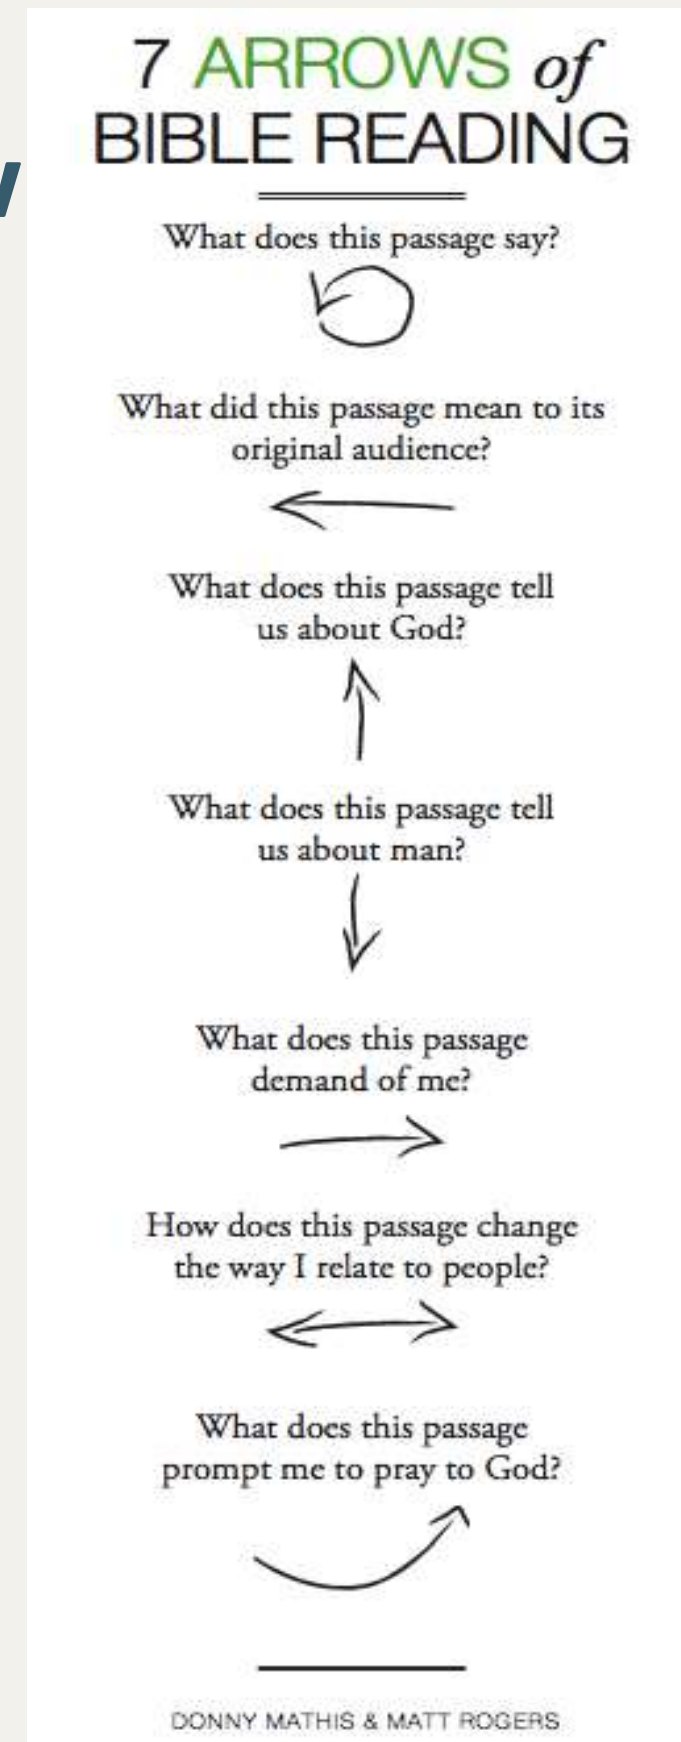 7 ARROWS of
BIBLE READING
What does this passage say?
What did this passage mean to its
original audience?
What does this passage tell
us about God?
What does this passage tell
us about man?
What does this passage
demand of me?
How does this passage change
the way I relate to people?
What does this passage
prompt me to pray to God?
DONNY MATHIS & MATT ROGERS